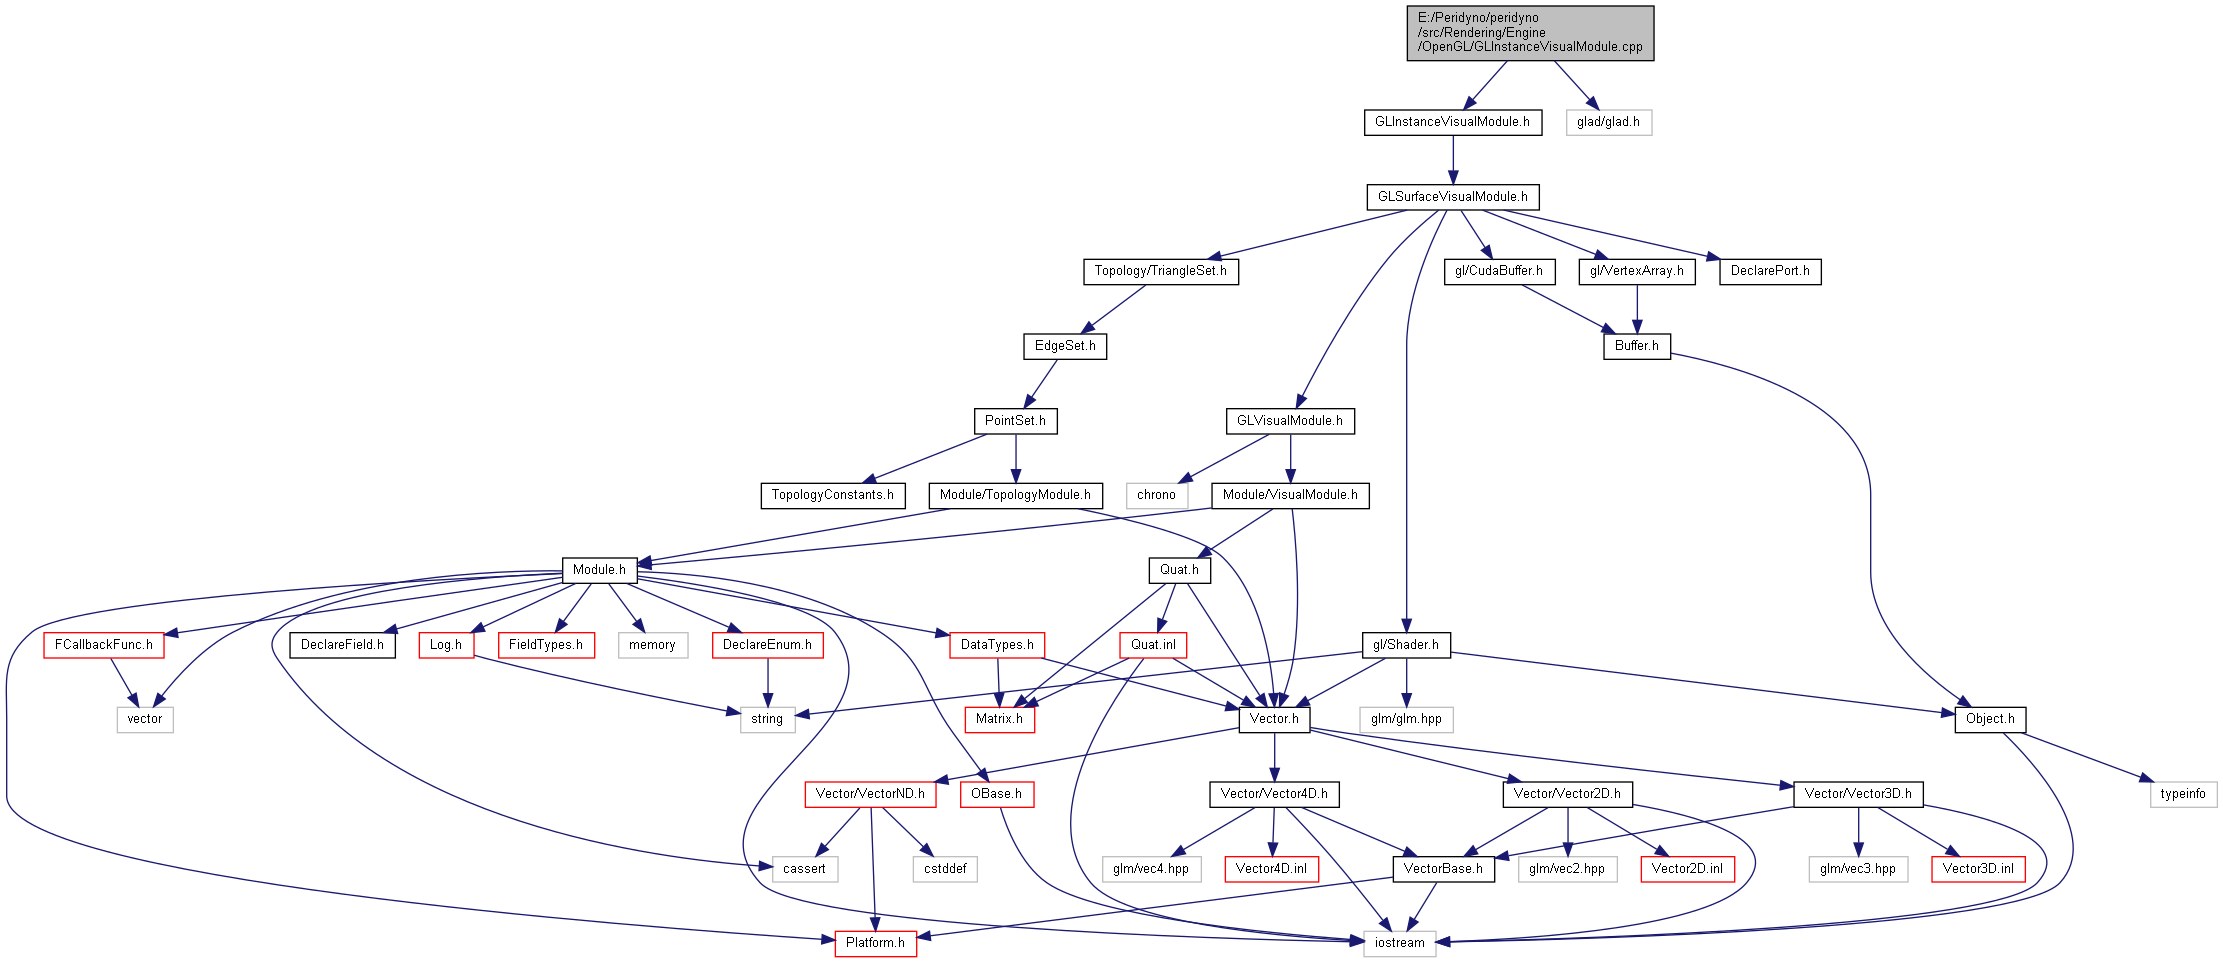 E:/Peridyno/peridyno
/src/Rendering/Engine
/OpenGL/GLInstanceVisualModule.cpp
GLInstanceVisualModule.h
glad/glad.h
GLSurfaceVisualModule.h
Topology/TriangleSet.h
gl/CudaBuffer.h
gl/VertexArray.h
DeclarePort.h
EdgeSet.h
Buffer.h
PointSet.h
GLVisualModule.h
TopologyConstants.h
Module/TopologyModule.h
chrono
Module/VisualModule.h
Module.h
Quat.h
FCallbackFunc.h
DeclareField.h
Log.h
FieldTypes.h
memory
DeclareEnum.h
DataTypes.h
Quat.inl
gl/Shader.h
vector
string
Matrix.h
Vector.h
glm/glm.hpp
Object.h
Vector/VectorND.h
OBase.h
Vector/Vector4D.h
Vector/Vector2D.h
Vector/Vector3D.h
typeinfo
cassert
cstddef
glm/vec4.hpp
Vector4D.inl
VectorBase.h
glm/vec2.hpp
Vector2D.inl
glm/vec3.hpp
Vector3D.inl
Platform.h
iostream